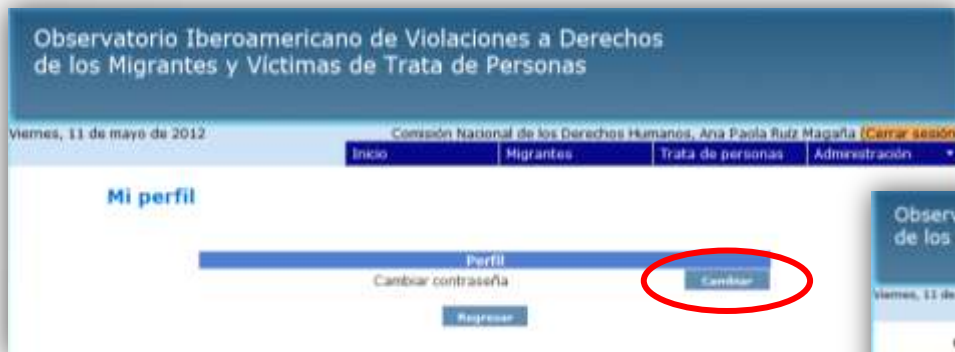 Observatorio Iberoamericano de Violaciones a Derechos
de los Migrantes y Víctimas de Trata de Personas
Viernes, 11 de mayo de 2012
Comisión Nacional de los Derechos Humanos, Ana Paola Ruiz Magaña (Cerrar sesión
Inicio Migrantes Trata de personas Administración
Mi perfil
Perfil
Cambiar contraseña Cambiar
Regresar
Observ
de los
Viernes, 11 de